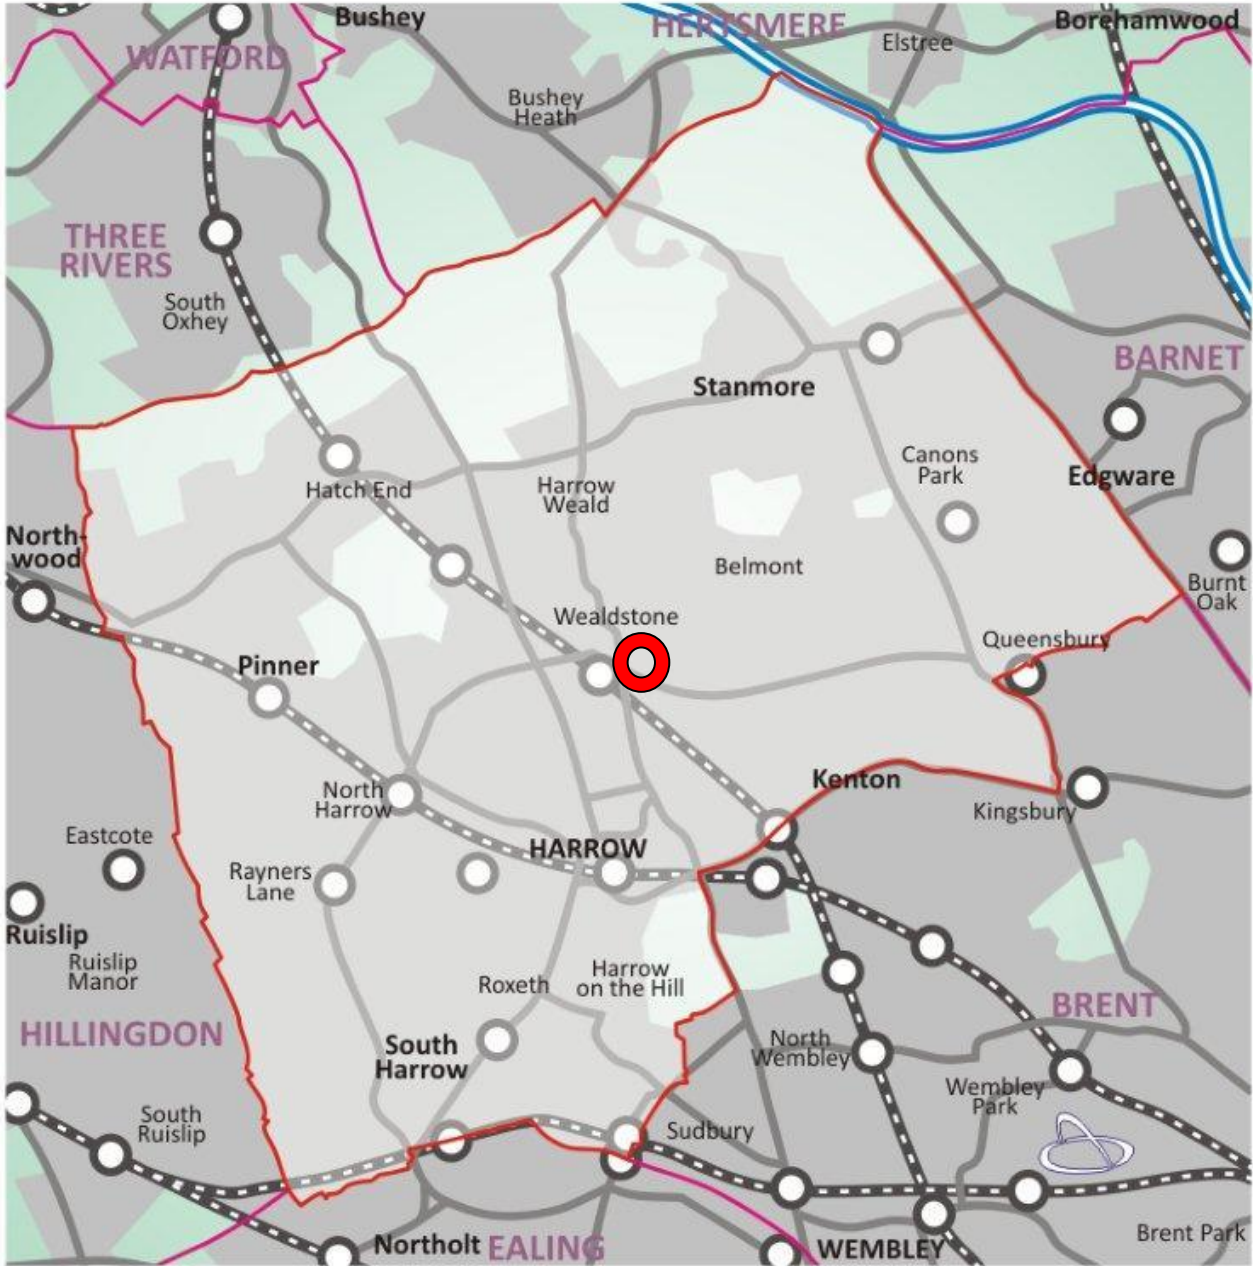 Bushey
HERTSMERE
Borehamwood
WATFORD
Elstree
Bushey
Heath
THREE
RIVERS
South
Oxhey
BARNET
Stanmore
Canons
Park
Edgware
Hatch End
Harrow
Weald
North-
wood
Belmont
Burnt
Oak
Wealdstone
Queensbury
Pinner
Kenton
North
Harrow
Kingsbury
Eastcote
HARROW
Rayners
Lane
Ruislip
Ruislip
Manor
Roxeth
Harrow
on the Hill
BRENT
HILLINGDON
South
Harrow
North
Wembley
Wembley
Park
South
Ruislip
Sudbury
Brent Park
Northolt
EALING
WEMBLEY